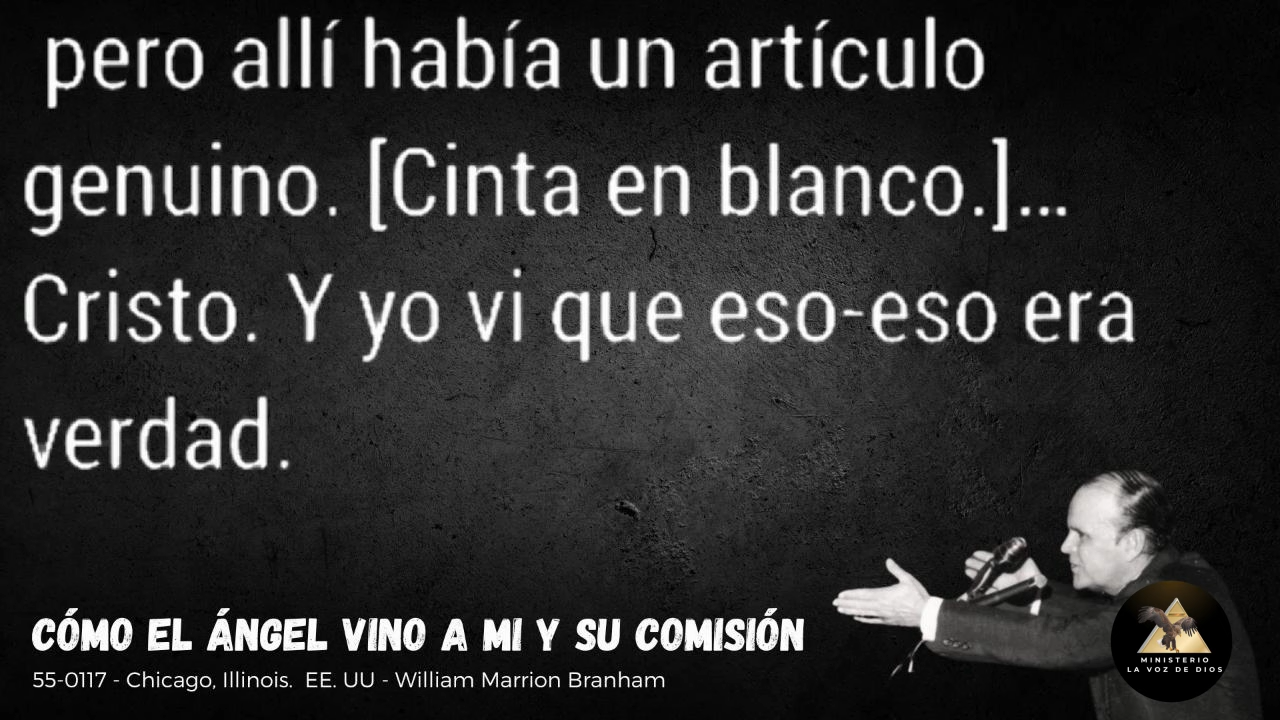 pero allí había un artículo
genuino. [Cinta en blanco.]...
Cristo. Y yo vi que eso-eso era
verdad.
CÓMO EL ÁNGEL VINO A MI Y SU COMISIÓN
55-0117 - Chicago, Illinois.  EE. UU - William Marrion Branham
MINISTERIO
LA VOZ DE DIOS